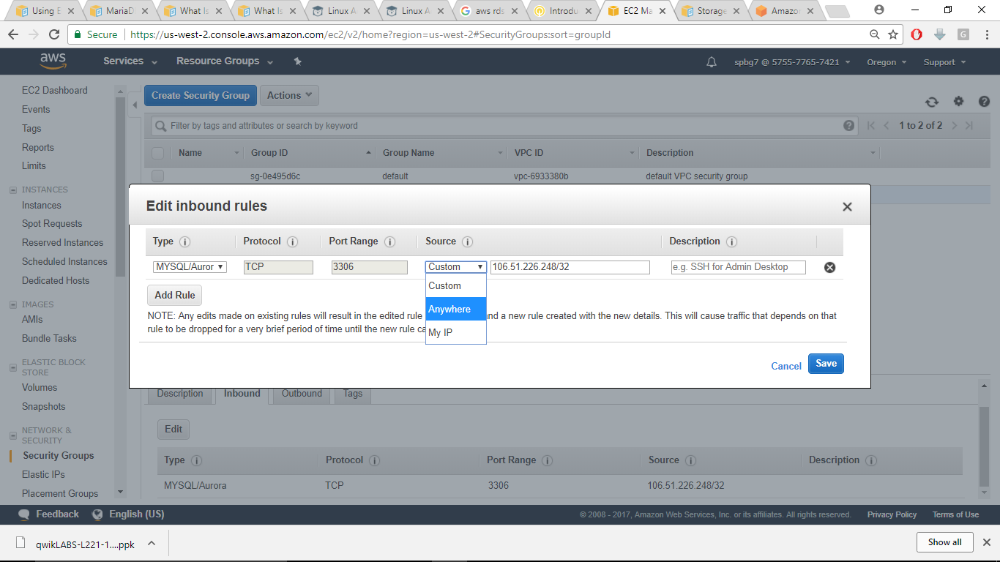 Using E
MariaD
What Is
What Is
Linux A
Linux A
aws rds
Introdu
EC2 Ma
Storage
Amazon
Secure
https://us-west-2.console.aws.amazon.com/ec2/v2/home?region=us-west-2#SecurityGroups:sort=groupId
aws
Services
Resource Groups
spbg7 @ 5755-7765-7421
Oregon
Support
EC2 Dashboard
Events
Tags
Reports
Limits
INSTANCES
Instances
Spot Requests
Reserved Instances
Scheduled Instances
Dedicated Hosts
IMAGES
AMIs
Bundle Tasks
ELASTIC BLOCK
STORE
Volumes
Snapshots
NETWORK &
SECURITY
Security Groups
Elastic IPs
Placement Groups
Create Security Group
Actions
Filter by tags and attributes or search by keyword
1 to 2 of 2
Name
Group ID
Group Name
VPC ID
Description
sg-0e495d6c
default
vpc-6933380b
default VPC security group
Edit inbound rules
Type
Protocol
Port Range
Source
Description
MYSQL/Auror
TCP
3306
Custom
106.51.226.248/32
e.g. SSH for Admin Desktop
Custom
Anywhere
My IP
Add Rule
NOTE: Any edits made on existing rules will result in the edited rule and a new rule created with the new details. This will cause traffic that depends on that
rule to be dropped for a very brief period of time until the new rule ca
Cancel
Save
Description
Inbound
Outbound
Tags
Edit
Type
Protocol
Port Range
Source
Description
MYSQL/Aurora
TCP
3306
106.51.226.248/32
Feedback
English (US)
© 2008 - 2017, Amazon Web Services, Inc. or its affiliates. All rights reserved.
Privacy Policy
Terms of Use
qwikLABS-L221-1....ppk
Show all